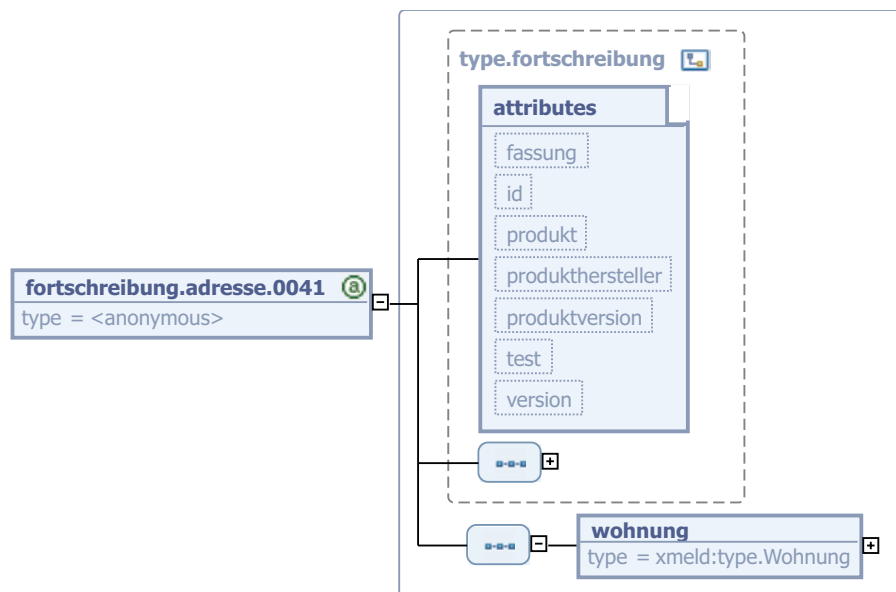 type.fortschreibung
attributes
fassung
id
produkt
produkthersteller
produktversion
test
version
fortschreibung.adresse.0041 @
type = <anonymous>
wohnung
type = xmeld:type.Wohnung